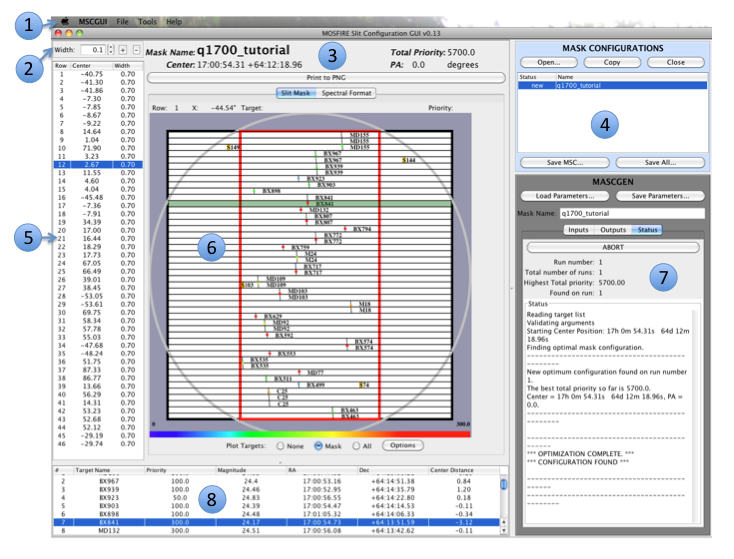 1
MSCGUI File Tools Help
MOSFIRE Slit Configuration GUI v0.13
2
Width: 0.1 + -
Mask Name: q1700_tutorial
3
Total Priority: 5700.0
Center: 17:00:54.31 +64:12:18.96
PA: 0.0 degrees
Print to PNG
Slit Mask Spectral Format
Row: 1 X: -44.54" Target: Priority:
Row Center Width
1 -40.75 0.70
2 -41.30 0.70
3 -41.86 0.70
4 -7.30 0.70
5 -7.85 0.70
6 -8.67 0.70
7 -9.22 0.70
8 14.64 0.70
9 1.04 0.70
10 71.90 0.70
11 3.23 0.70
12 2.67 0.70
13 11.55 0.70
14 4.60 0.70
15 4.04 0.70
16 -45.48 0.70
17 -7.36 0.70
18 -7.91 0.70
19 34.39 0.70
20 17.00 0.70
21 16.44 0.70
22 18.29 0.70
23 17.73 0.70
24 67.05 0.70
25 66.49 0.70
26 39.01 0.70
27 38.45 0.70
28 -53.05 0.70
29 -53.61 0.70
30 69.75 0.70
31 58.34 0.70
32 57.78 0.70
33 55.03 0.70
34 -47.68 0.70
35 -48.24 0.70
36 51.75 0.70
37 87.33 0.70
38 86.77 0.70
39 13.66 0.70
40 56.29 0.70
41 14.31 0.70
42 53.23 0.70
43 52.68 0.70
44 52.12 0.70
45 -29.19 0.70
46 -29.74 0.70
5
MD155
MD155
S149 MD155
BX967
BX967 S144
BX939
BX939
BX923
BX903
BX898
BX841
BX841
MD132
BX807
BX807
BX794
BX772
BX772
BX759
M24
M24
BX717
BX717
MD109
S103 MD109
MD103
MD103
M18
M18
BX629
MD92
MD92
BX592
BX574
BX574
BX553
BX535
BX535
MD77
BX511
BX499 S74
C25
C25
C25
BX463
BX463
6
0 300.0
Plot Targets: None Mask All Options
MASK CONFIGURATIONS
Open... Copy Close
Status Name
new q1700_tutorial
4
Save MSC... Save All...
MASCGEN
Load Parameters... Save Parameters...
Mask Name: q1700_tutorial
Inputs Outputs Status
ABORT
Run number: 1
Total number of runs: 1
Highest Total priority: 5700.00
Found on run: 1
7
Status
Reading target list
Validating arguments
Starting Center Position: 17h 0m 54.31s 64d 12m
18.96s
Finding optimal mask configuration.
New optimum configuration found on run number
1.
The best total priority so far is 5700.0.
Center = 17h 0m 54.31s 64d 12m 18.96s, PA =
0.0.
*** OPTIMIZATION COMPLETE. ***
*** CONFIGURATION FOUND ***
# Target Name Priority Magnitude RA Dec Center Distance
2 BX967 100.0 24.4 17:00:53.16 +64:14:51.38 0.84
3 BX939 100.0 24.46 17:00:52.95 +64:14:35.79 1.20
4 BX923 50.0 24.83 17:00:56.55 +64:14:22.80 0.18
5 BX903 100.0 24.39 17:00:54.47 +64:14:14.53 -0.11
6 BX898 100.0 24.48 17:01:05.32 +64:14:06.33 -0.34
7 BX841 300.0 24.17 17:00:54.73 +64:13:51.59 -3.12
8 MD132 300.0 24.51 17:00:56.08 +64:13:42.62 -0.11
8